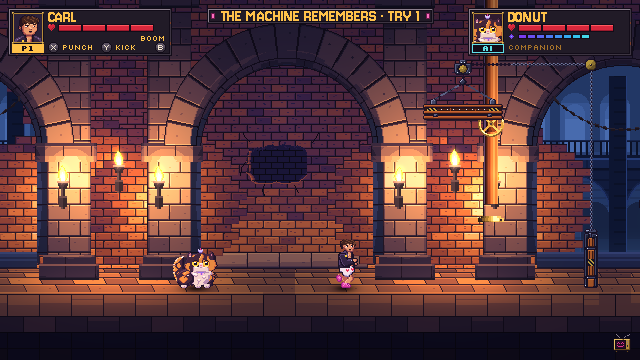 CARL
P1
X PUNCH Y KICK
BOOM
B
THE MACHINE REMEMBERS · TRY 1
DONUT
AI
COMPANION